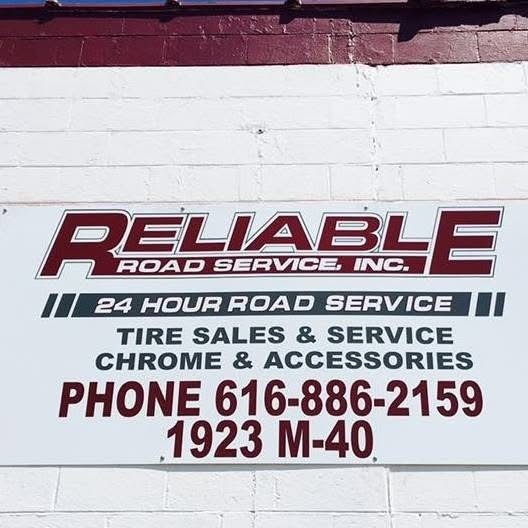 RELIABLE
ROAD SERVICE, INC.
24 HOUR ROAD SERVICE
TIRE SALES & SERVICE
CHROME & ACCESSORIES
PHONE 616-886-2159
1923 M-40